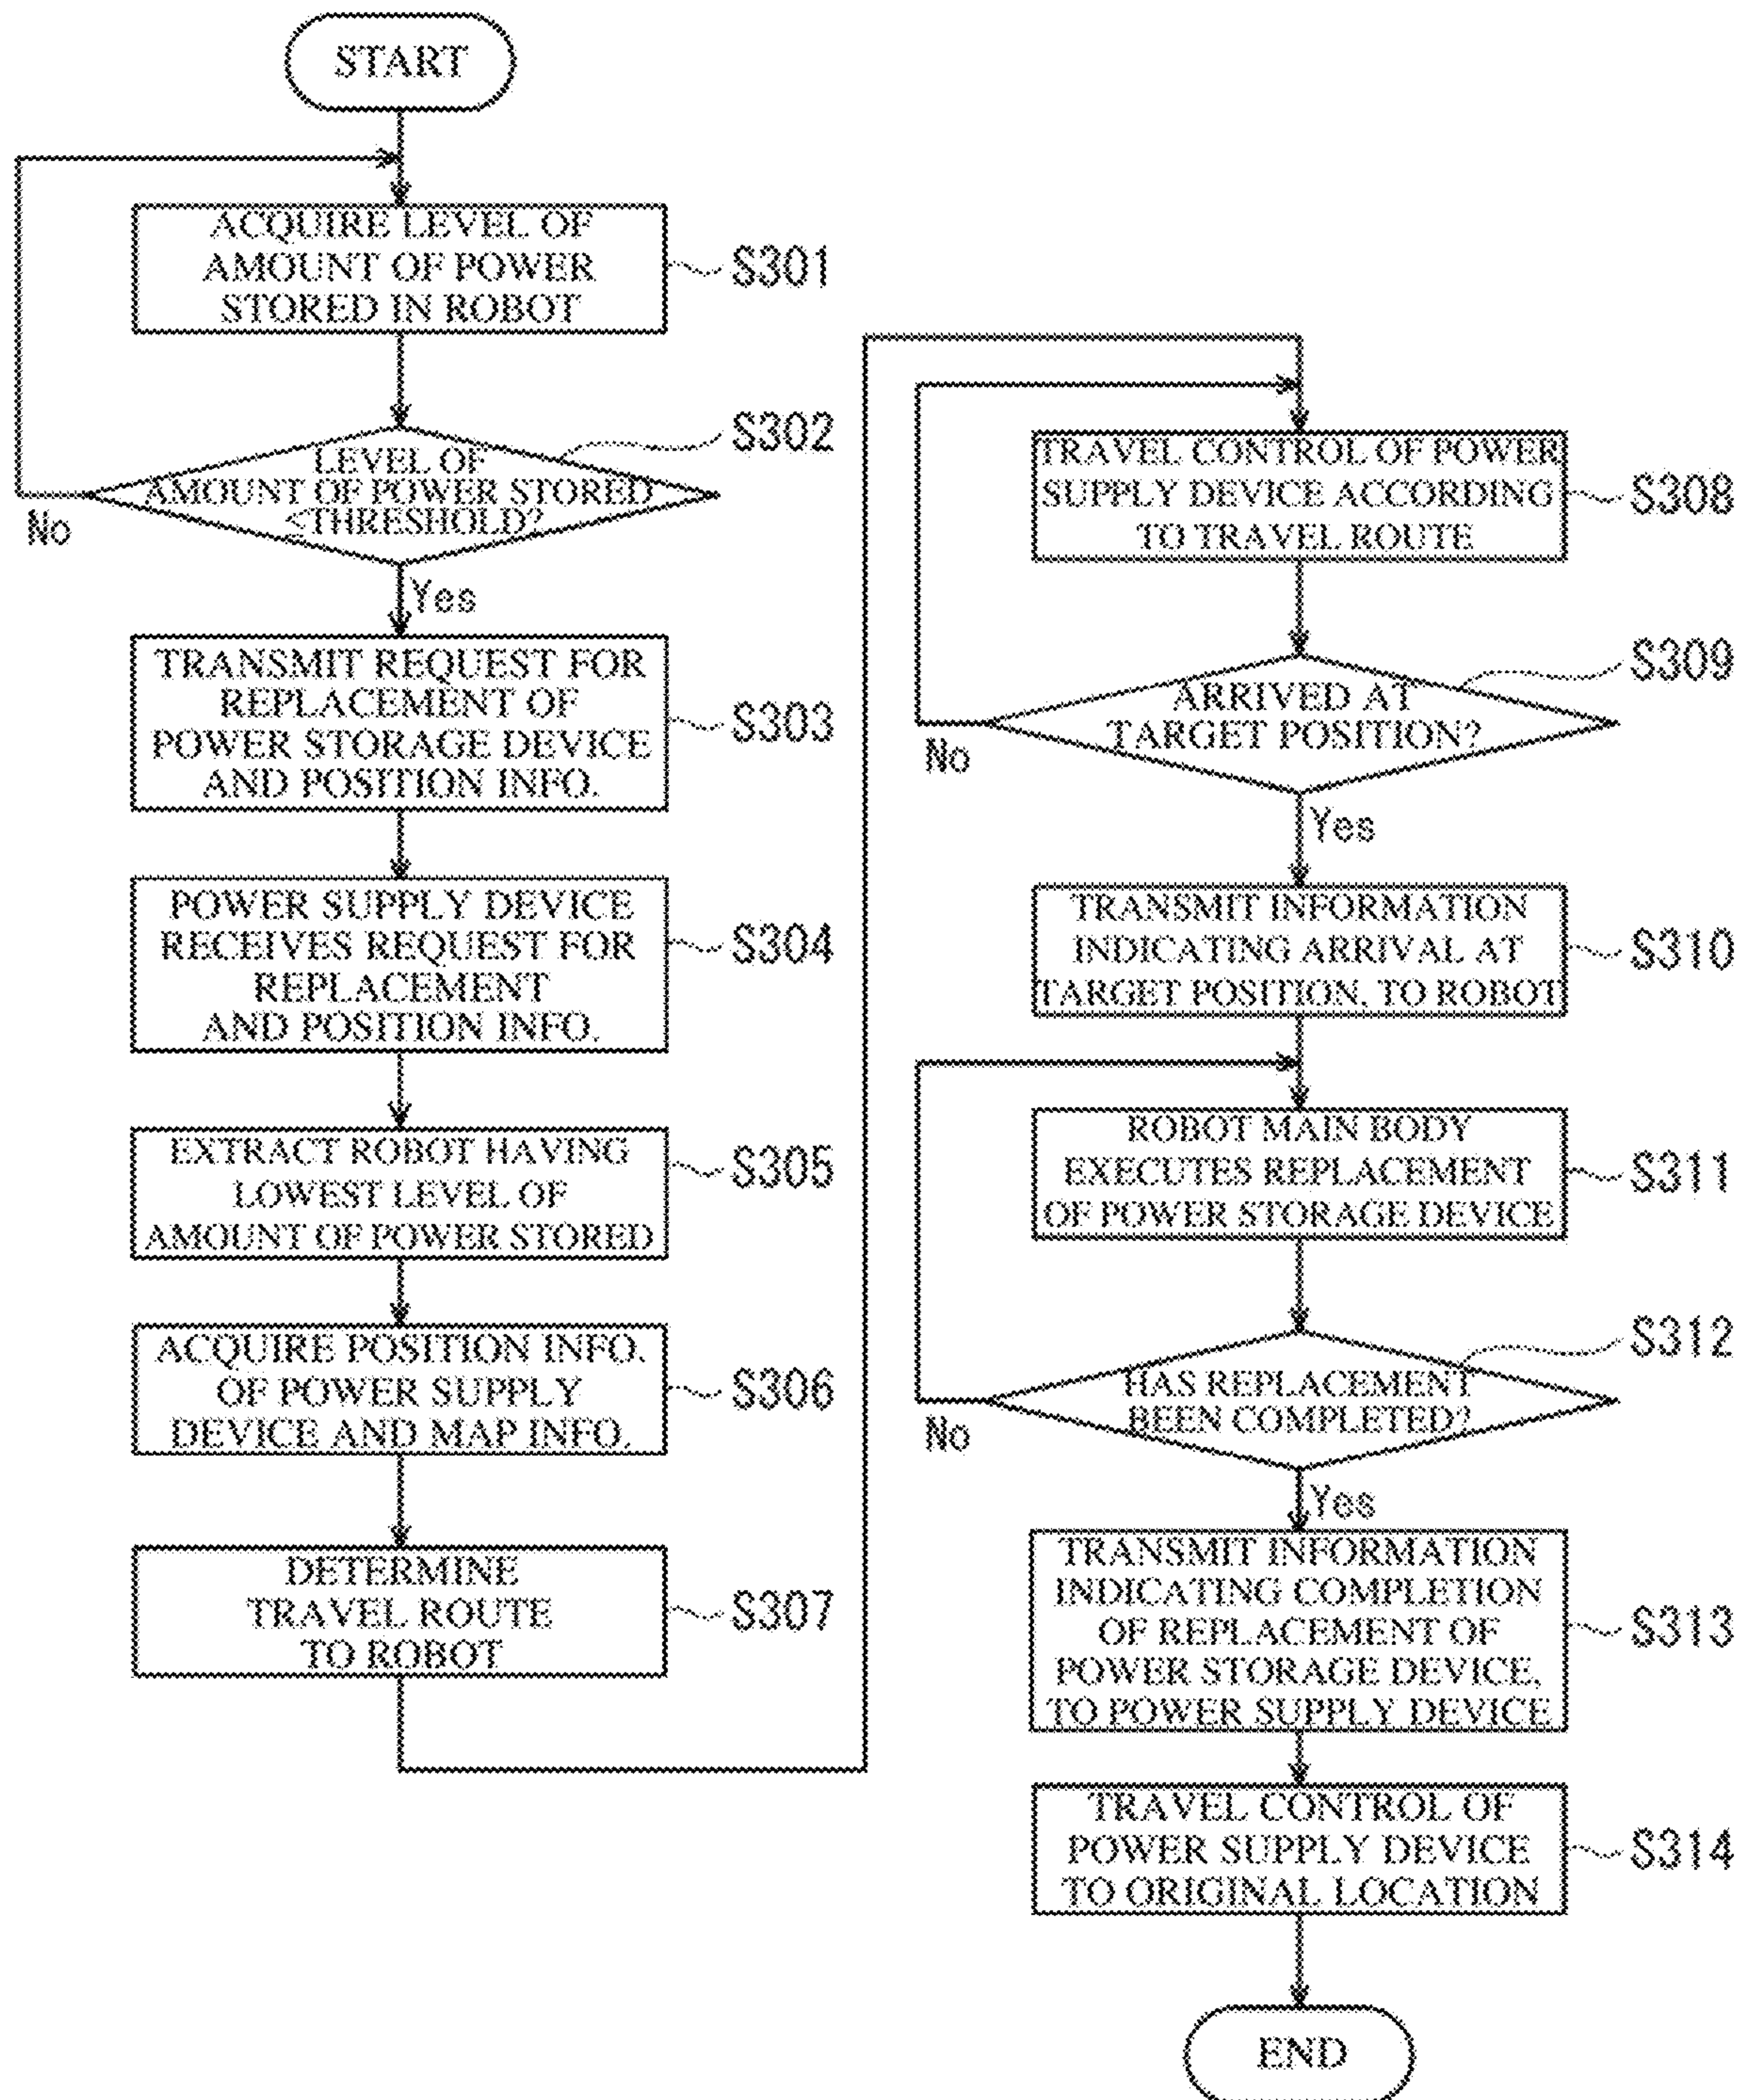 START
ACQUIRE LEVEL OF
AMOUNT OF POWER
STORED IN ROBOT
S301
S302
LEVEL OF
AMOUNT OF POWER STORED
≤THRESHOLD?
No
Yes
TRANSMIT REQUEST FOR
REPLACEMENT OF
POWER STORAGE DEVICE
AND POSITION INFO.
S303
POWER SUPPLY DEVICE
RECEIVES REQUEST FOR
REPLACEMENT
AND POSITION INFO.
S304
EXTRACT ROBOT HAVING
LOWEST LEVEL OF
AMOUNT OF POWER STORED
S305
ACQUIRE POSITION INFO.
OF POWER SUPPLY
DEVICE AND MAP INFO.
S306
DETERMINE
TRAVEL ROUTE
TO ROBOT
S307
TRAVEL CONTROL OF POWER
SUPPLY DEVICE ACCORDING
TO TRAVEL ROUTE
S308
S309
ARRIVED AT
TARGET POSITION?
No
Yes
TRANSMIT INFORMATION
INDICATING ARRIVAL AT
TARGET POSITION, TO ROBOT
S310
ROBOT MAIN BODY
EXECUTES REPLACEMENT
OF POWER STORAGE DEVICE
S311
S312
HAS REPLACEMENT
BEEN COMPLETED?
No
Yes
TRANSMIT INFORMATION
INDICATING COMPLETION
OF REPLACEMENT OF
POWER STORAGE DEVICE,
TO POWER SUPPLY DEVICE
S313
TRAVEL CONTROL OF
POWER SUPPLY DEVICE
TO ORIGINAL LOCATION
S314
END